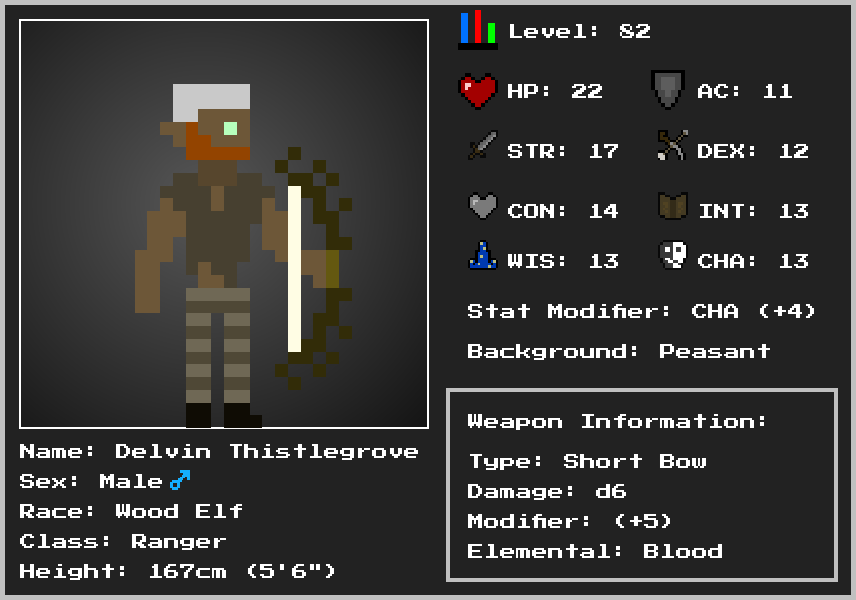 Level: 82
HP: 22
AC: 11
STR: 17
DEX: 12
CON: 14
INT: 13
WIS: 13
CHA: 13
Stat Modifier: CHA (+4)
Background: Peasant
Name: Delvin Thistlegrove
Sex: Male♂
Race: Wood Elf
Class: Ranger
Height: 167cm (5'6")
Weapon Information:
Type: Short Bow
Damage: d6
Modifier: (+5)
Elemental: Blood